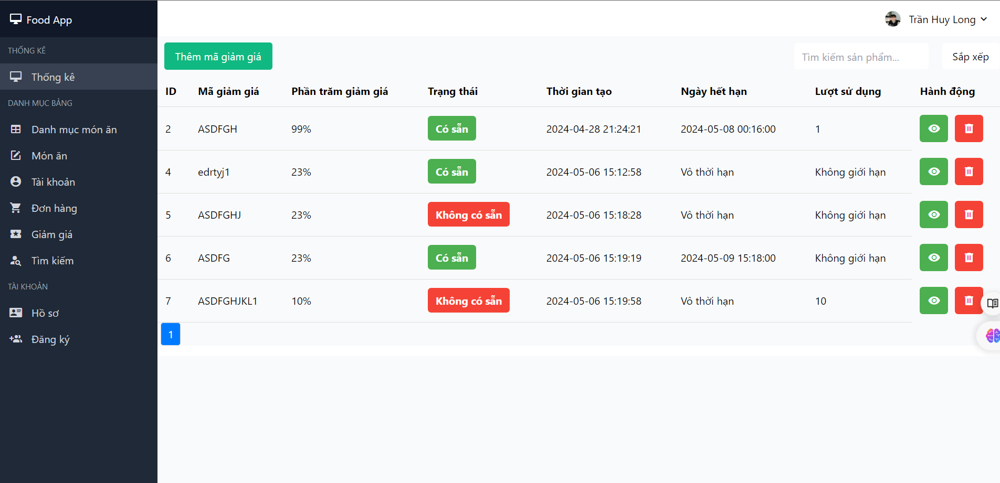 Food App
Trần Huy Long
THỐNG KÊ
Thống kê
DANH MỤC BẢNG
Danh mục món ăn
Món ăn
Tài khoản
Đơn hàng
Giảm giá
Tìm kiếm
TÀI KHOẢN
Hồ sơ
Đăng ký
Thêm mã giảm giá
Tìm kiếm sản phẩm...
Sắp xếp
ID Mã giảm giá Phần trăm giảm giá Trạng thái Thời gian tạo Ngày hết hạn Lượt sử dụng Hành động
2 ASDFGH 99% Có sẵn 2024-04-28 21:24:21 2024-05-08 00:16:00 1
4 edrtyj1 23% Có sẵn 2024-05-06 15:12:58 Vô thời hạn Không giới hạn
5 ASDFGHJ 23% Không có sẵn 2024-05-06 15:18:28 Vô thời hạn Không giới hạn
6 ASDFG 23% Có sẵn 2024-05-06 15:19:19 2024-05-09 15:18:00 Không giới hạn
7 ASDFGHJKL1 10% Không có sẵn 2024-05-06 15:19:58 Vô thời hạn 10
1